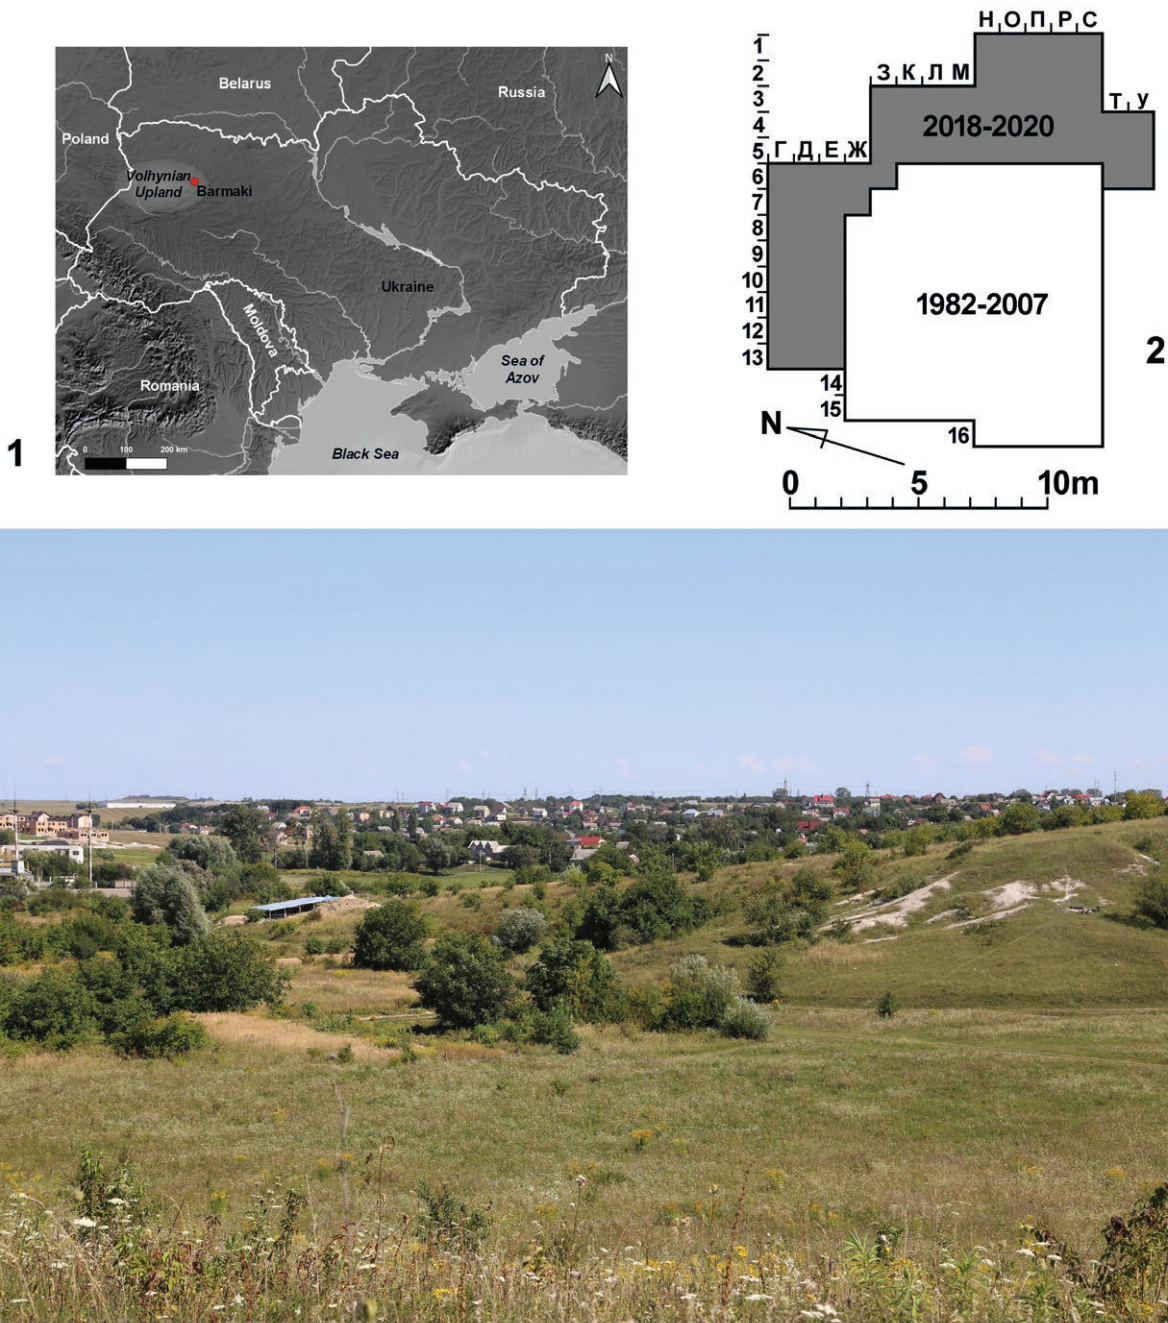 N
Belarus
Russia
Poland
Volhynian
Upland
Barmaki
Ukraine
Moldova
Romania
Sea of
Azov
Black Sea
0 100 200 km
1
Н О П Р С
З К Л М
Т У
Г Д Е Ж
1
2
3
4
5
6
7
8
9
10
11
12
13
14
15
16
2018-2020
1982-2007
2
N
0 5 10m